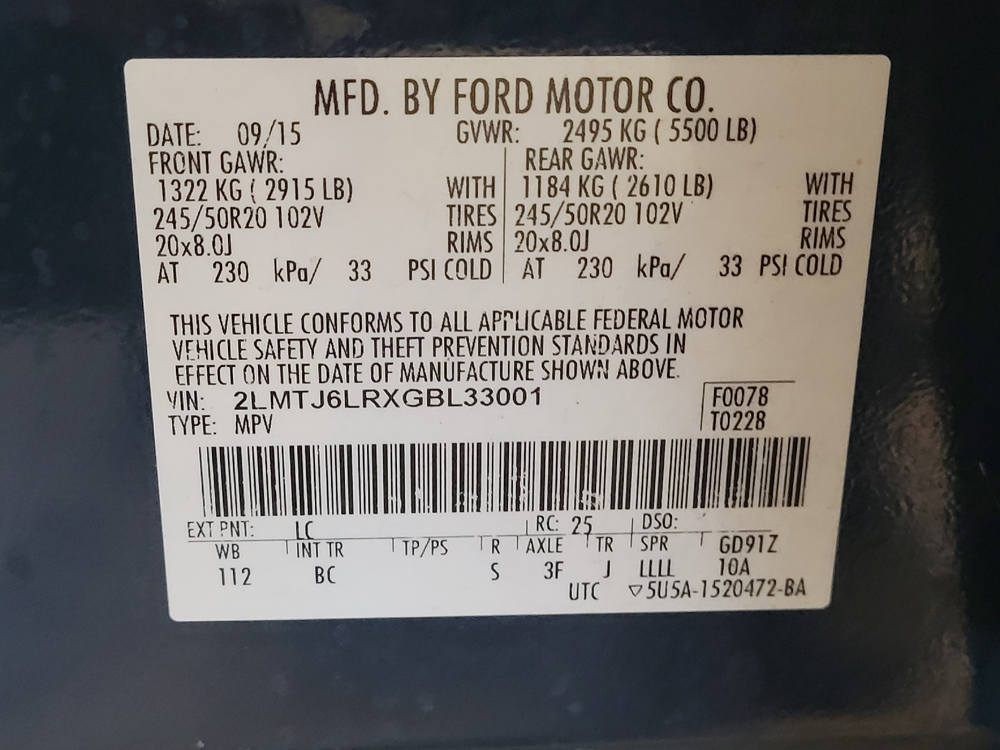 MFD. BY FORD MOTOR CO.
DATE: 09/15 GVWR: 2495 KG ( 5500 LB)
FRONT GAWR: REAR GAWR:
1322 KG ( 2915 LB) WITH 1184 KG ( 2610 LB) WITH
245/50R20 102V TIRES 245/50R20 102V TIRES
20x8.0J RIMS 20x8.0J RIMS
AT 230 kPa/ 33 PSI COLD AT 230 kPa/ 33 PSI COLD
THIS VEHICLE CONFORMS TO ALL APPLICABLE FEDERAL MOTOR
VEHICLE SAFETY AND THEFT PREVENTION STANDARDS IN
EFFECT ON THE DATE OF MANUFACTURE SHOWN ABOVE.
VIN: 2LMTJ6LRXGBL33001 F0078
TYPE: MPV T0228
EXT PNT: LC RC: 25 DSO:
WB INT TR TP/PS R AXLE TR SPR GD91Z
112 BC S 3F J LLLL 10A
UTC ▽5U5A-1520472-BA